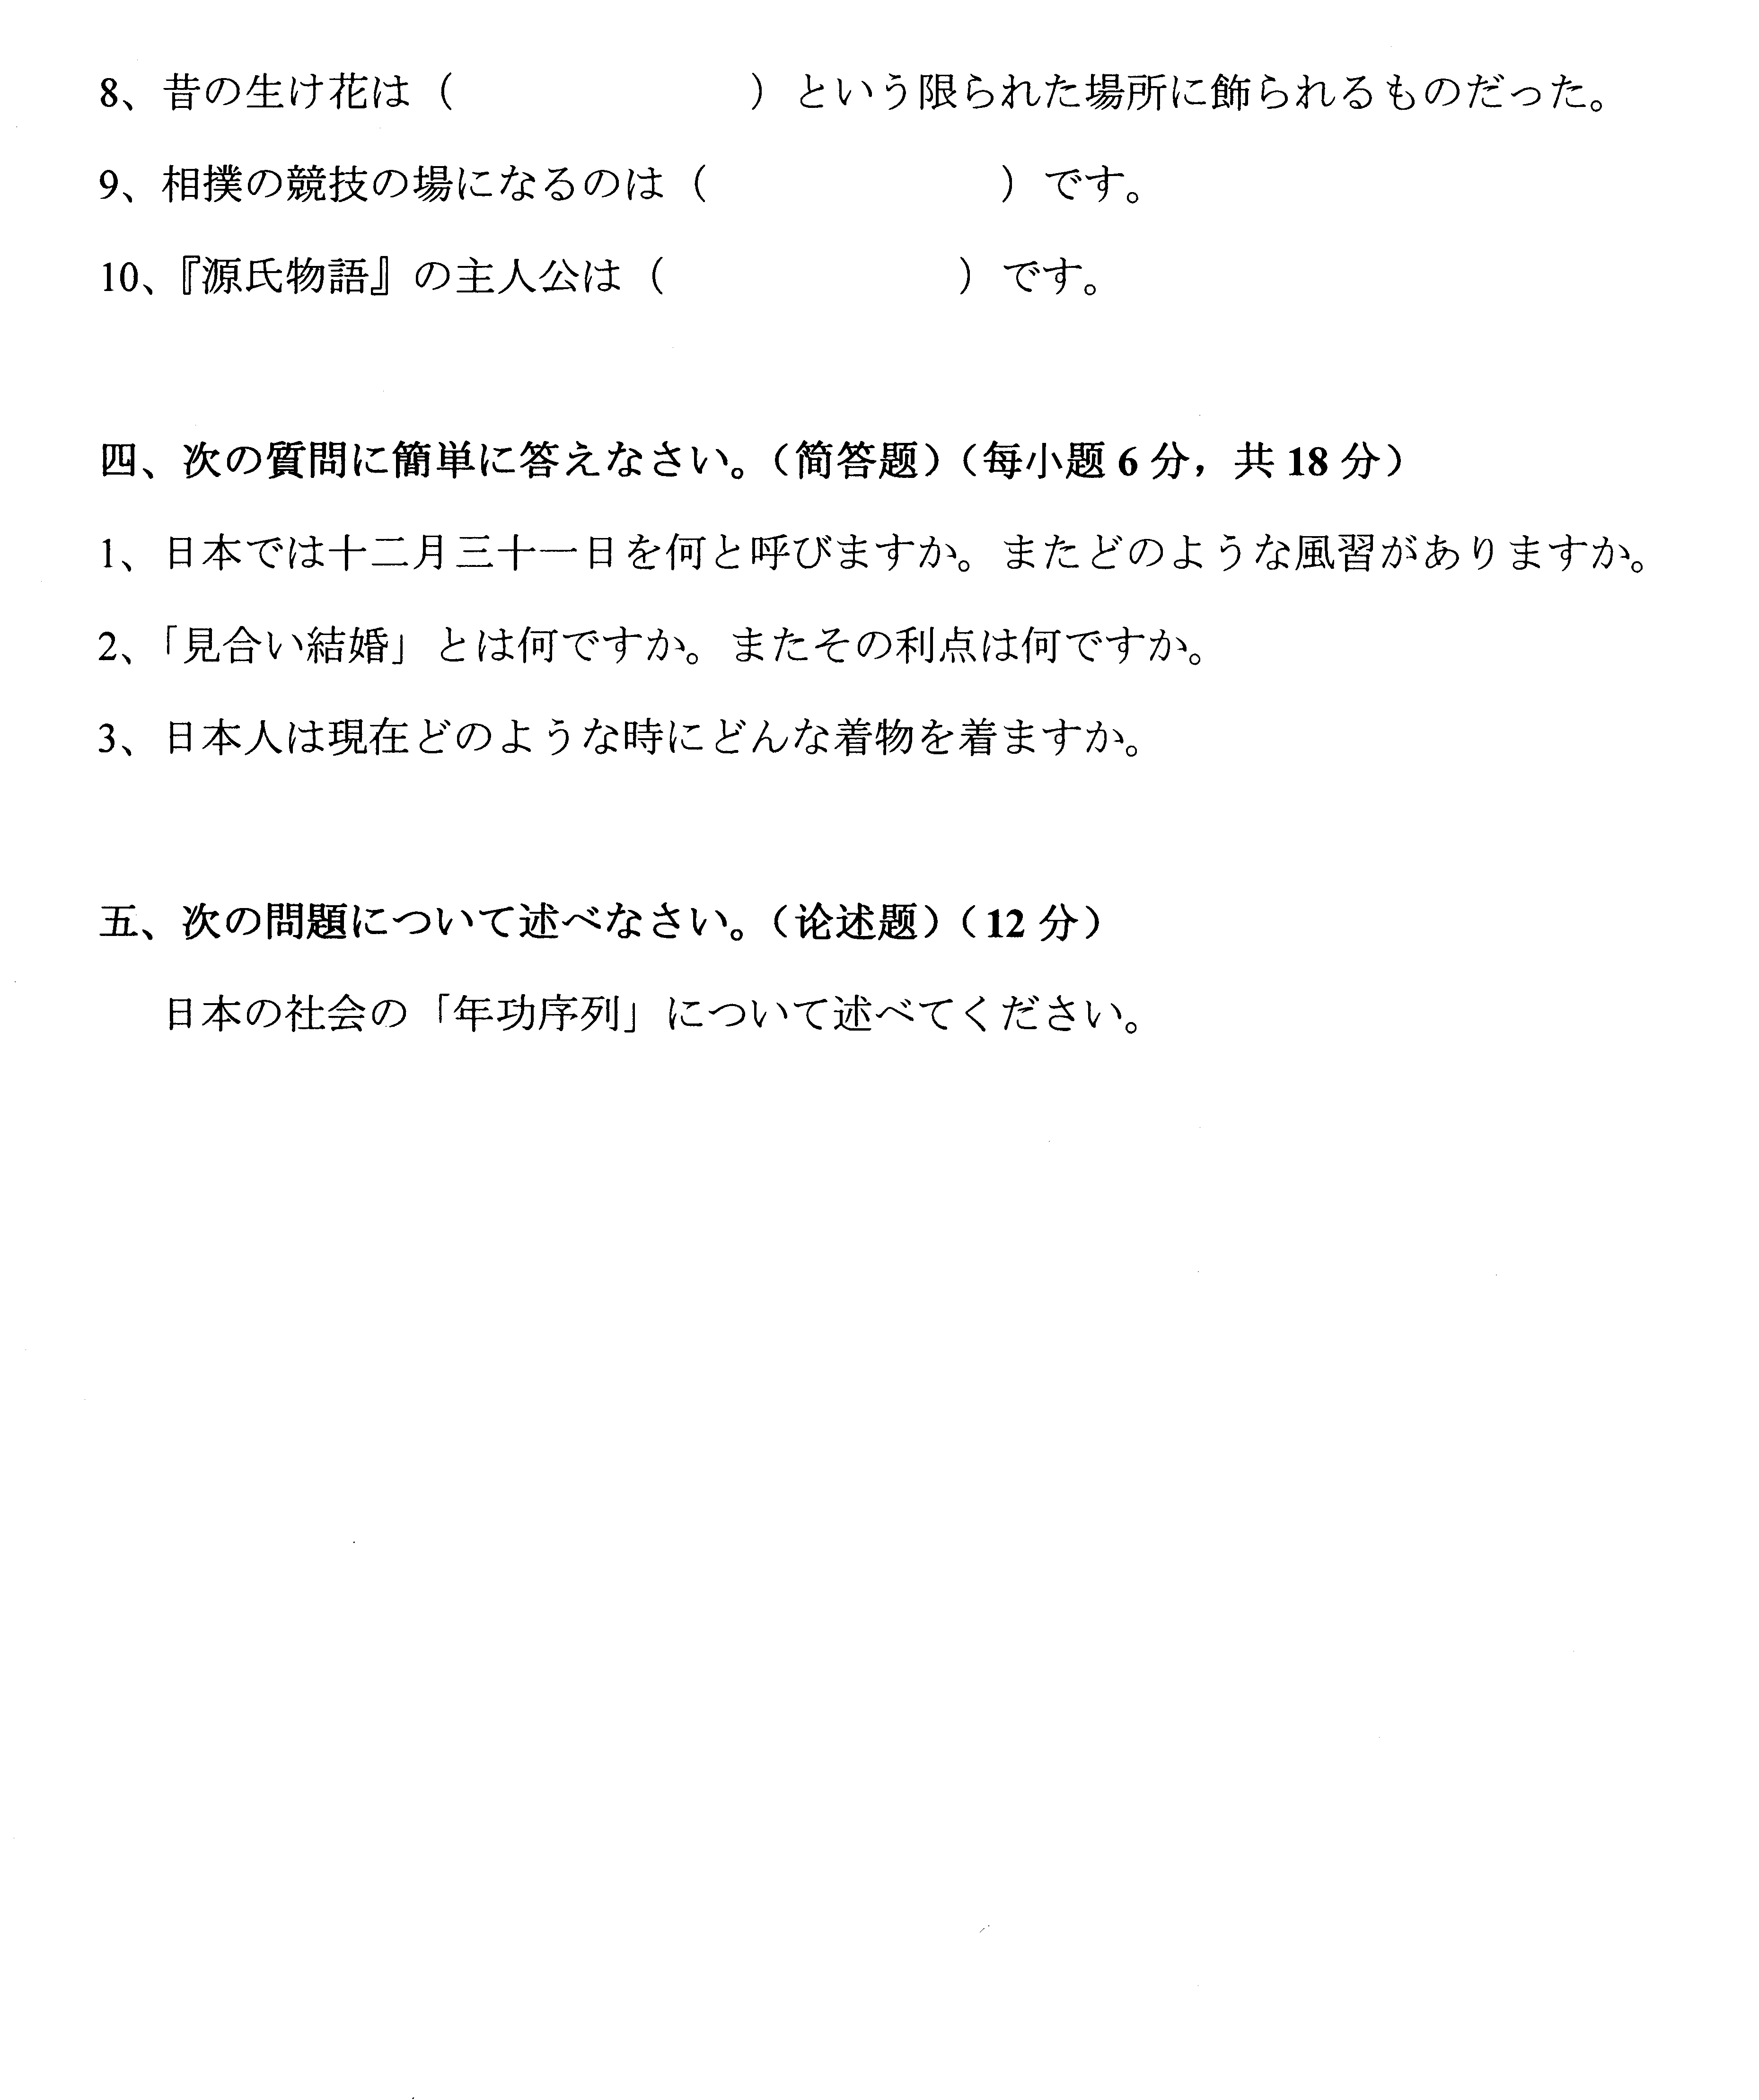 8、昔の生け花は（　　　　　　　）という限られた場所に飾られるものだった。
9、相撲の競技の場になるのは（　　　　　　　）です。
10、『源氏物語』の主人公は（　　　　　　　）です。
四、次の質問に簡単に答えなさい。（简答题）（每小题 6 分，共 18 分）
1、日本では十二月三十一日を何と呼びますか。またどのような風習がありますか。
2、「見合い結婚」とは何ですか。またその利点は何ですか。
3、日本人は現在どのような時にどんな着物を着ますか。
五、次の問題について述べなさい。（论述题）（12 分）
日本の社会の「年功序列」について述べてください。